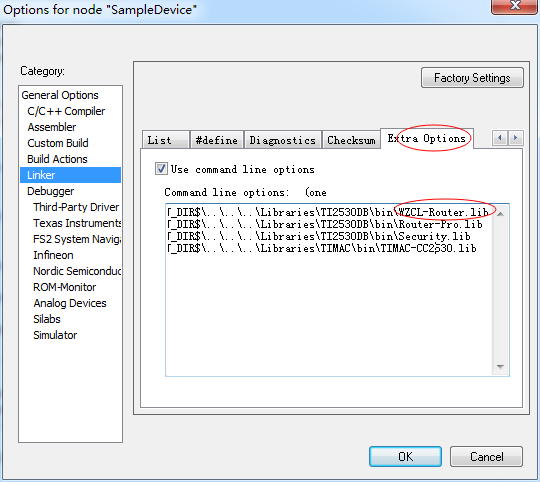 Options for node "SampleDevice"
Category:
Factory Settings
General Options
C/C++ Compiler
Assembler
Custom Build
Build Actions
Linker
Debugger
Third-Party Driver
Texas Instruments
FS2 System Naviga
Infineon
Nordic Semiconduc
ROM-Monitor
Analog Devices
Silabs
Simulator
List #define Diagnostics Checksum Extra Options
Use command line options
Command line options: (one
[_DIR$\..\..\..\Libraries\TI2530DB\bin\WZCL-Router.lib
[_DIR$\..\..\..\Libraries\TI2530DB\bin\Router-Pro.lib
[_DIR$\..\..\..\Libraries\TI2530DB\bin\Security.lib
[_DIR$\..\..\..\Libraries\TIMAC\bin\TIMAC-CC2530.lib
OK Cancel